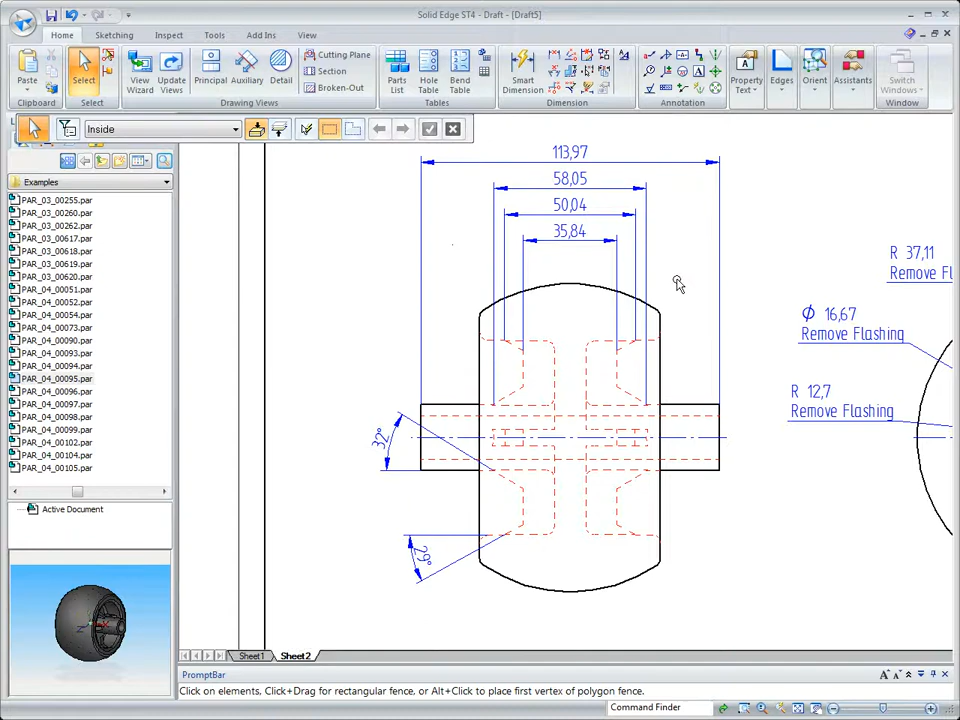 Solid Edge ST4 - Draft - [Draft5]
Home Sketching Inspect Tools Add Ins View
Paste
Clipboard
Select
Select
View Wizard
Update Views
Principal
Auxiliary
Detail
Cutting Plane
Section
Broken-Out
Drawing Views
Parts List
Hole Table
Bend Table
Tables
Smart Dimension
Dimension
Annotation
Property Text
Edges
Orient
Assistants
Switch Windows
Window
Inside
Examples
PAR_03_00255.par
PAR_03_00260.par
PAR_03_00262.par
PAR_03_00617.par
PAR_03_00618.par
PAR_03_00619.par
PAR_03_00620.par
PAR_04_00051.par
PAR_04_00052.par
PAR_04_00054.par
PAR_04_00073.par
PAR_04_00090.par
PAR_04_00093.par
PAR_04_00094.par
PAR_04_00095.par
PAR_04_00096.par
PAR_04_00097.par
PAR_04_00098.par
PAR_04_00099.par
PAR_04_00102.par
PAR_04_00104.par
PAR_04_00105.par
Active Document
Z
113,97
58,05
50,04
35,84
32°
29°
R 37,11
Remove Fl
Φ 16,67
Remove Flashing
R 12,7
Remove Flashing
Sheet1 Sheet2
PromptBar
Click on elements, Click+Drag for rectangular fence, or Alt+Click to place first vertex of polygon fence.
Command Finder